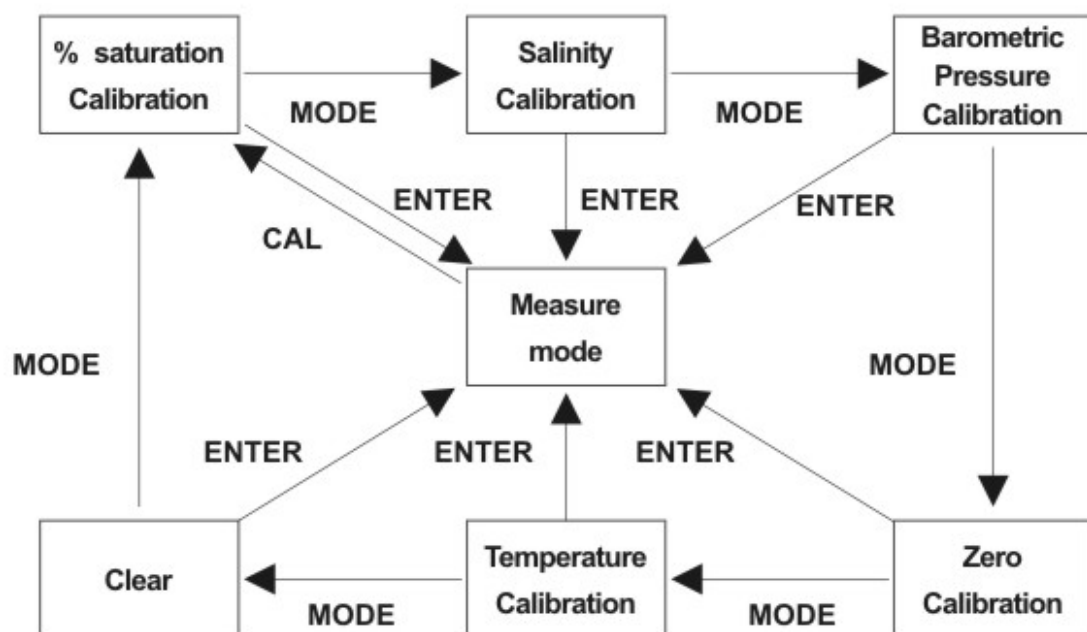 % saturation
Calibration
MODE
Salinity
Calibration
MODE
Barometric
Pressure
Calibration
ENTER
CAL
ENTER
ENTER
Measure
mode
MODE
MODE
ENTER
ENTER
ENTER
Clear
MODE
Temperature
Calibration
MODE
Zero
Calibration